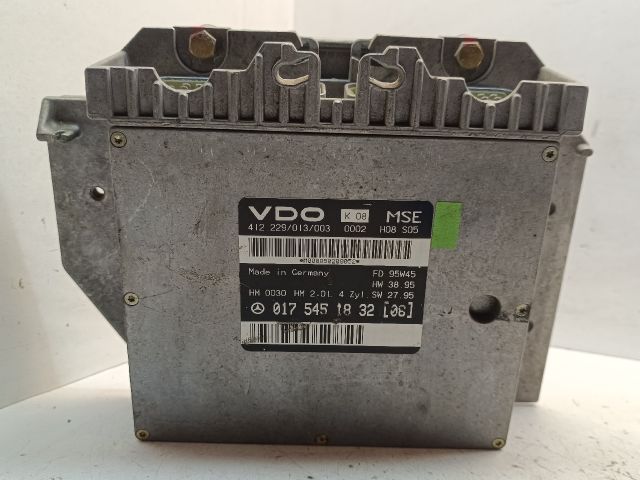 VDO K 08 MSE
412 229/013/003 0002 H08 S05
Made in Germany FD 95W45
HW 38.95
HM 0030 HM 2.0l 4 Zyl. SW 27.95
017 545 18 32 [06]